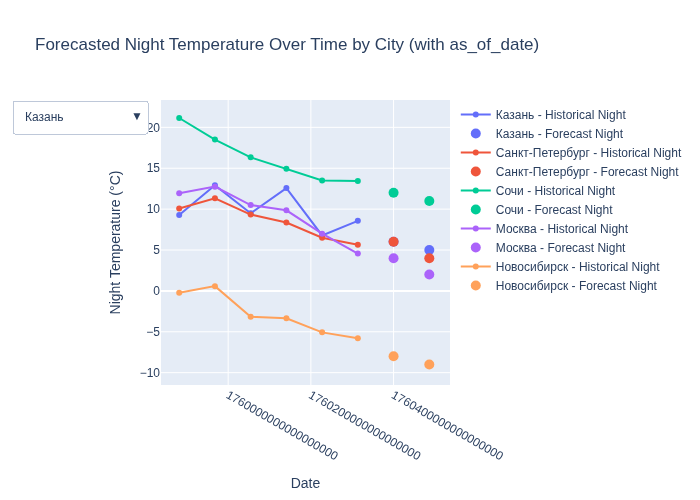 Forecasted Night Temperature Over Time by City (with as_of_date)
Казань ▼
Night Temperature (°C)
20
15
10
5
0
−5
−10
1760000000000000000
1760200000000000000
1760400000000000000
Date
Казань - Historical Night
Казань - Forecast Night
Санкт-Петербург - Historical Night
Санкт-Петербург - Forecast Night
Сочи - Historical Night
Сочи - Forecast Night
Москва - Historical Night
Москва - Forecast Night
Новосибирск - Historical Night
Новосибирск - Forecast Night